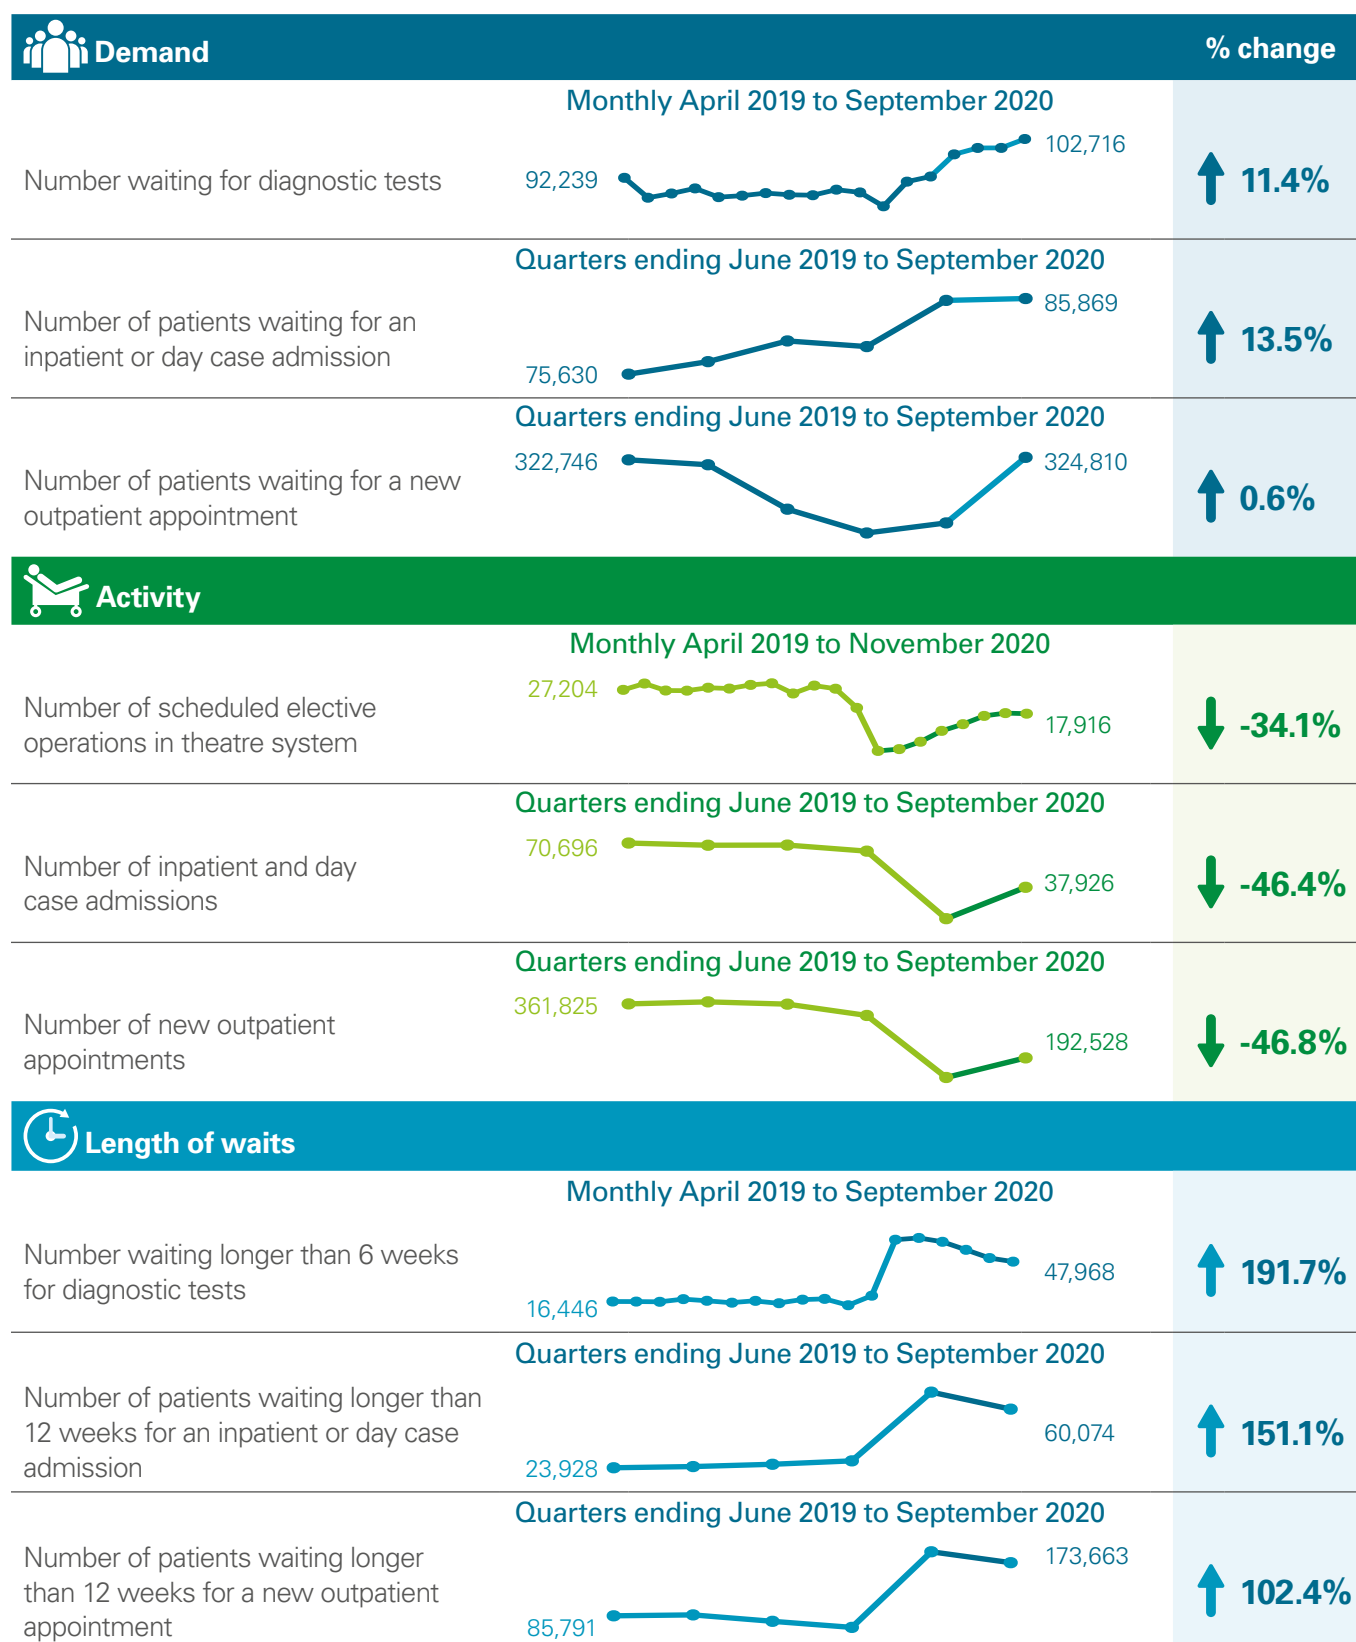 Demand
% change
Monthly April 2019 to September 2020
Number waiting for diagnostic tests
92,239
102,716
11.4%
Quarters ending June 2019 to September 2020
Number of patients waiting for an
inpatient or day case admission
75,630
85,869
13.5%
Quarters ending June 2019 to September 2020
Number of patients waiting for a new
outpatient appointment
322,746
324,810
0.6%
Activity
Monthly April 2019 to November 2020
Number of scheduled elective
operations in theatre system
27,204
17,916
-34.1%
Quarters ending June 2019 to September 2020
Number of inpatient and day
case admissions
70,696
37,926
-46.4%
Quarters ending June 2019 to September 2020
Number of new outpatient
appointments
361,825
192,528
-46.8%
Length of waits
Monthly April 2019 to September 2020
Number waiting longer than 6 weeks
for diagnostic tests
16,446
47,968
191.7%
Quarters ending June 2019 to September 2020
Number of patients waiting longer than
12 weeks for an inpatient or day case
admission
23,928
60,074
151.1%
Quarters ending June 2019 to September 2020
Number of patients waiting longer
than 12 weeks for a new outpatient
appointment
85,791
173,663
102.4%